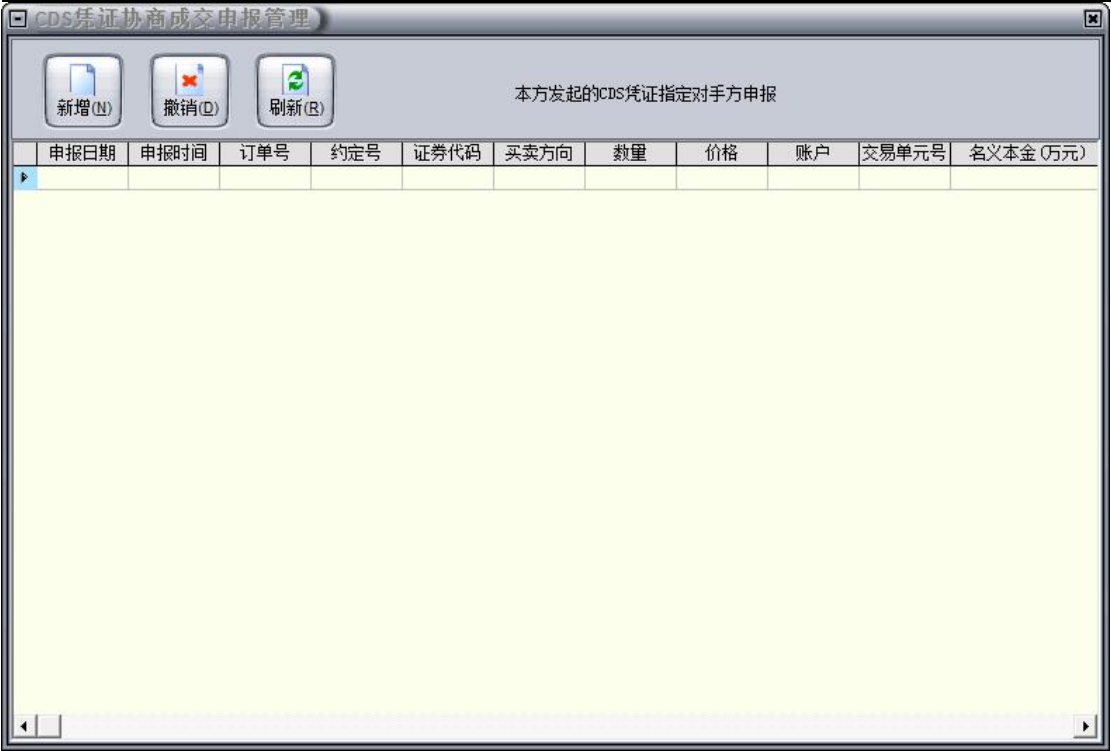 CDS凭证协商成交申报管理
新增(N) 撤销(D) 刷新(R) 本方发起的CDS凭证指定对手方申报
申报日期 申报时间 订单号 约定号 证券代码 买卖方向 数量 价格 账户 交易单元号 名义本金(万元)